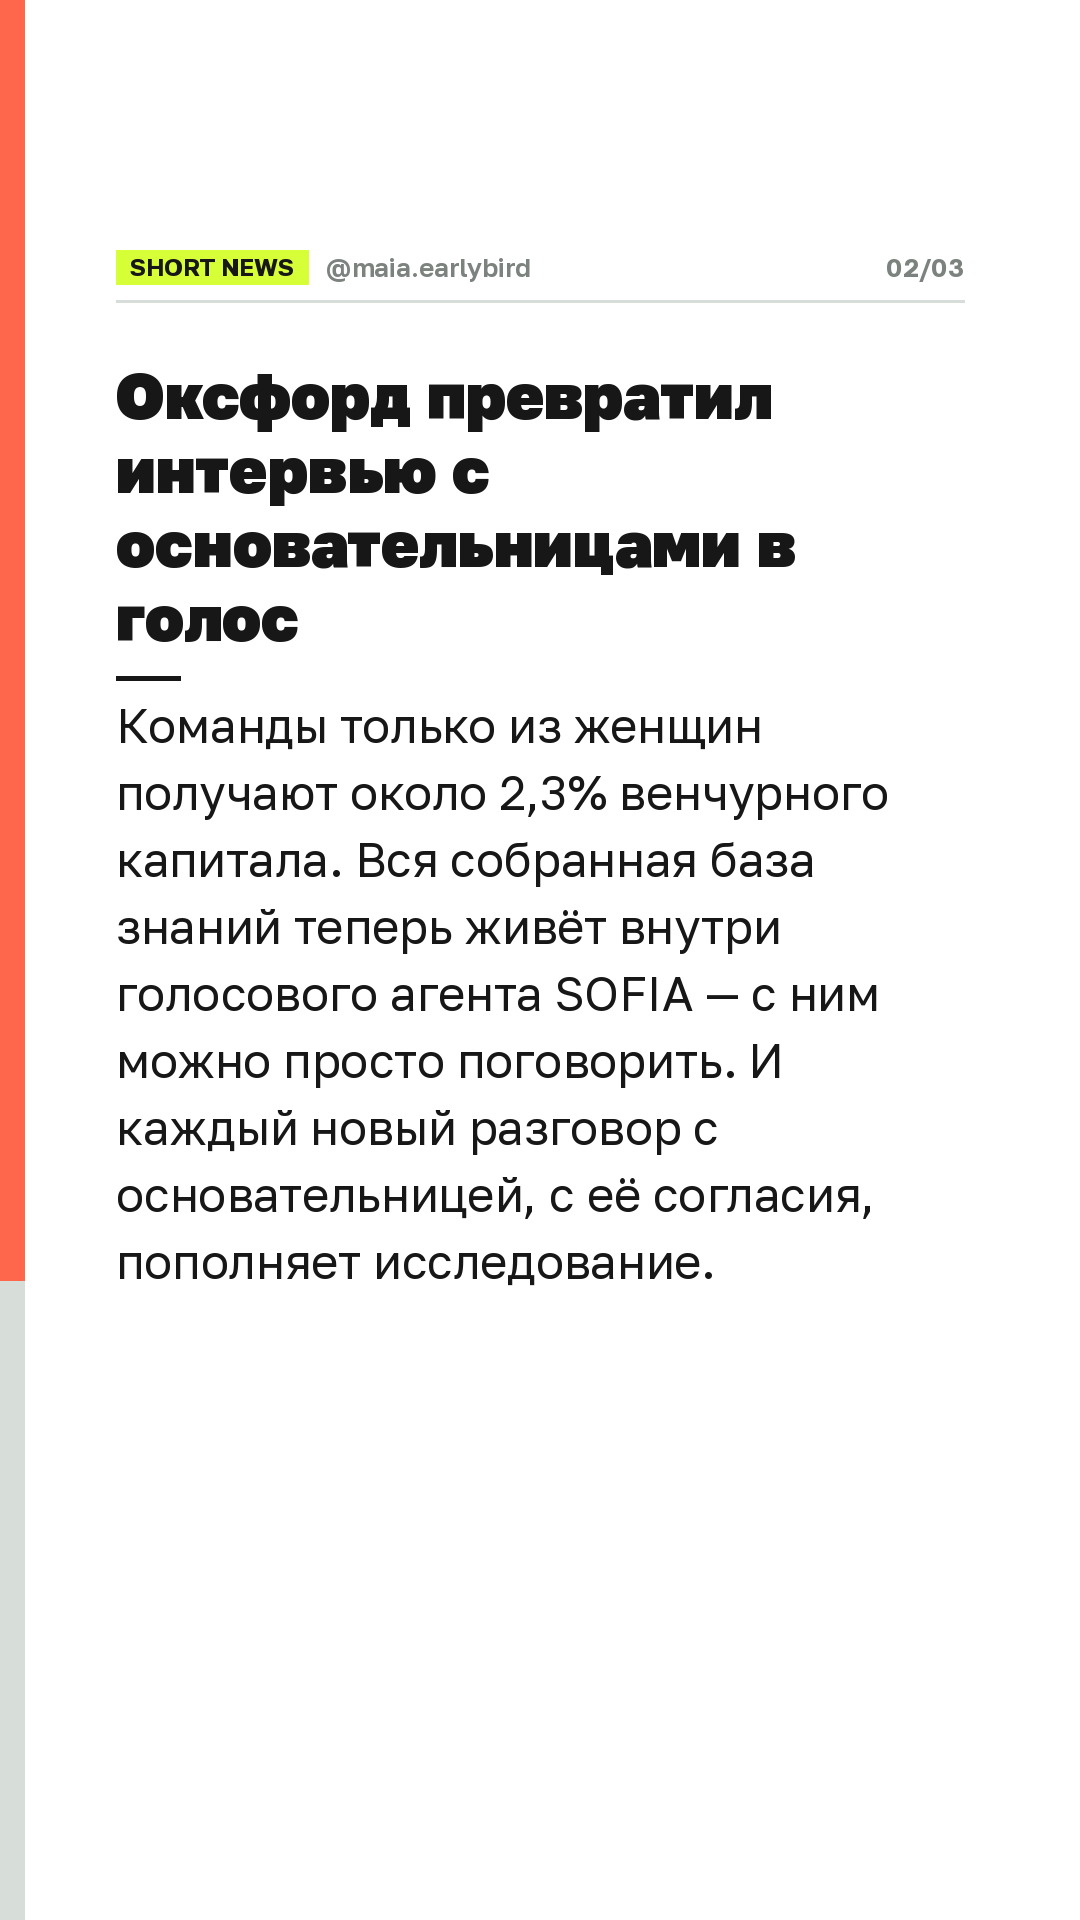 SHORT NEWS @maia.earlybird 02/03
Оксфорд превратил
интервью с
основательницами в
голос
Команды только из женщин
получают около 2,3% венчурного
капитала. Вся собранная база
знаний теперь живёт внутри
голосового агента SOFIA — с ним
можно просто поговорить. И
каждый новый разговор с
основательницей, с её согласия,
пополняет исследование.